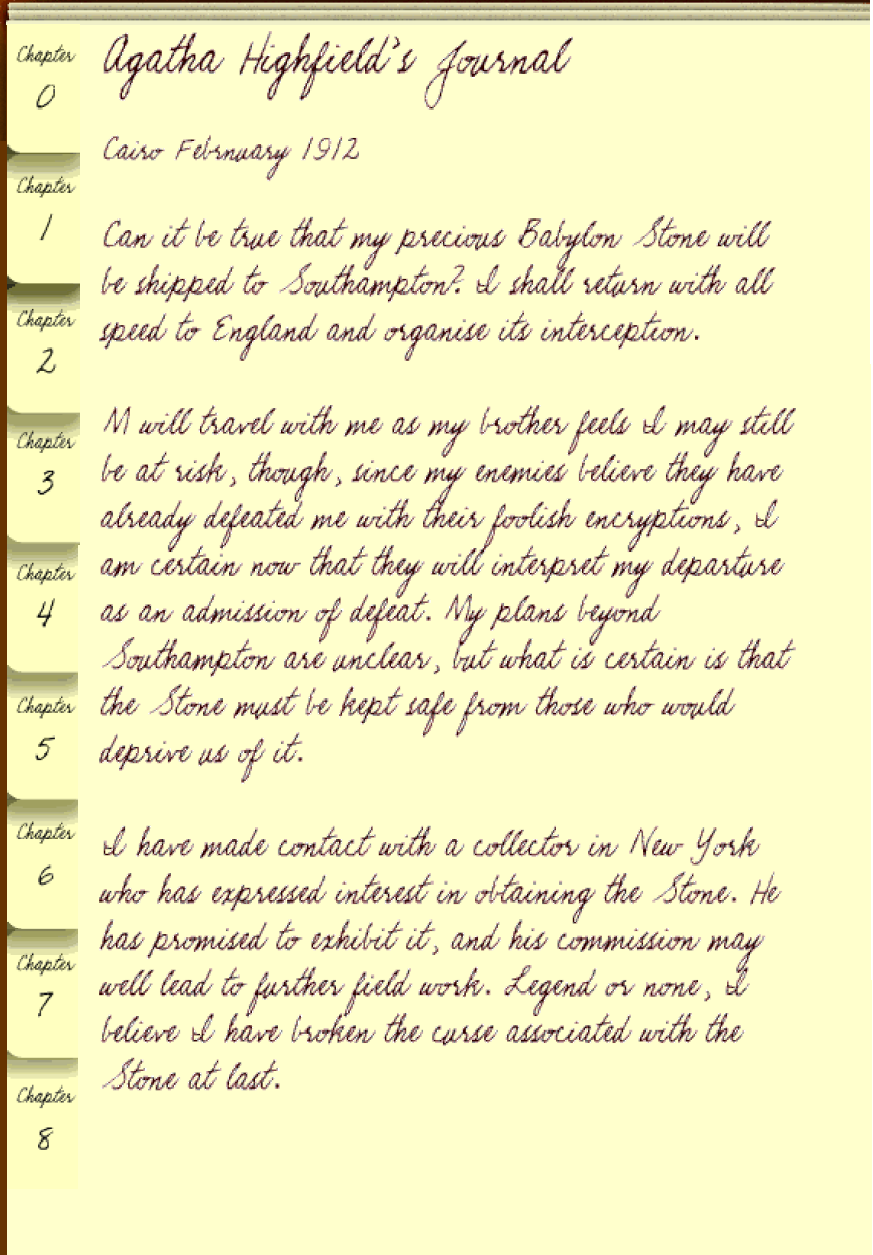 Chapter
0
Chapter
1
Chapter
2
Chapter
3
Chapter
4
Chapter
5
Chapter
6
Chapter
7
Chapter
8
Agatha Highfield's Journal
Cairo February 1912
Can it be true that my precious Babylon Stone will
be shipped to Southampton? I shall return with all
speed to England and organise its interception.
M will travel with me as my brother feels I may still
be at risk, though, since my enemies believe they have
already defeated me with their foolish encryptions, I
am certain now that they will interpret my departure
as an admission of defeat. My plans beyond
Southampton are unclear, but what is certain is that
the Stone must be kept safe from those who would
deprive us of it.
I have made contact with a collector in New York
who has expressed interest in obtaining the Stone. He
has promised to exhibit it, and his commission may
well lead to further field work. Legend or none, I
believe I have broken the curse associated with the
Stone at last.